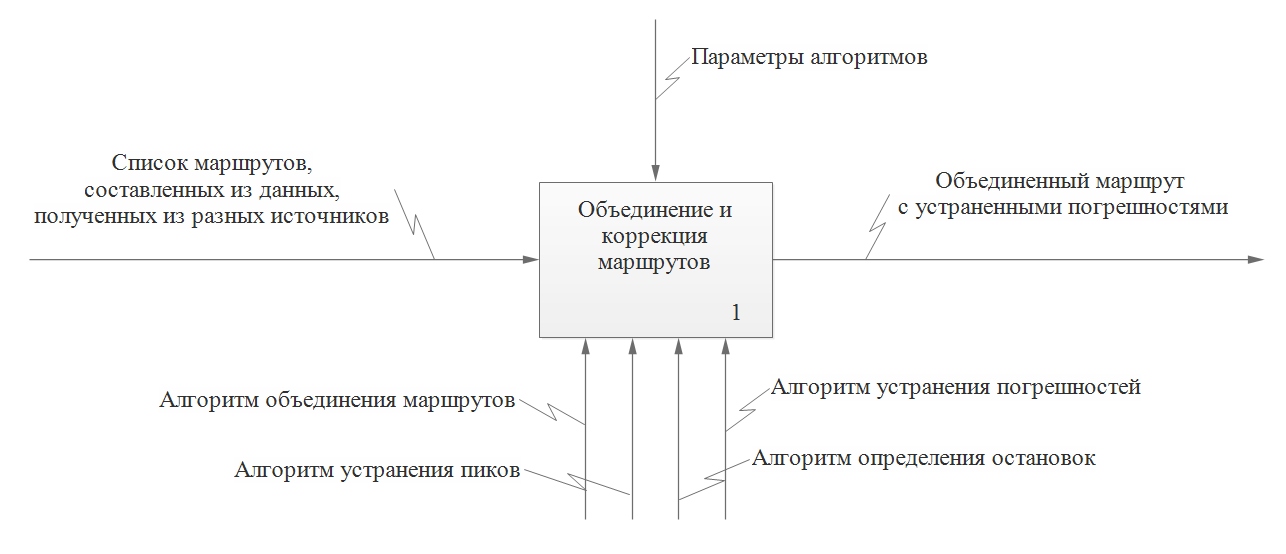 Параметры алгоритмов
Список маршрутов,
составленных из данных,
полученных из разных источников
Объединение и
коррекция
маршрутов
1
Объединенный маршрут
с устраненными погрешностями
Алгоритм объединения маршрутов
Алгоритм устранения пиков
Алгоритм устранения погрешностей
Алгоритм определения остановок